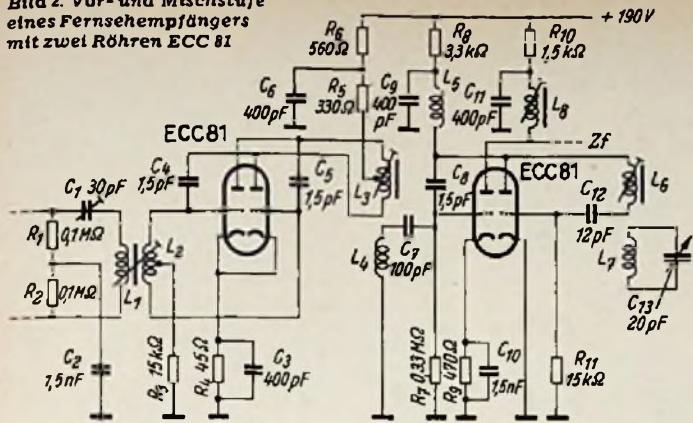 Bild 2. Vor- und Mischstufe
eines Fernsehempfängers
mit zwei Röhren ECC 81
+ 190V
R6
560Ω
R8
3,3kΩ
R10
1,5kΩ
C6
400pF
R5
330Ω
C9
400
pF
L5
C11
400pF
L8
ECC81
Zf
C4
1,5pF
C5
1,5pF
L3
C8
1,5pF
ECC81
C12
12pF
L6
C1 30pF
R1 0,1MΩ
L1
L2
R2 0,1MΩ
C2
1,5nF
R3 15kΩ
R4 45Ω
C3
400pF
L4
C7
100pF
R7 0,33MΩ
R9 470Ω
C10
1,5nF
R11
15kΩ
L7
C13
20pF